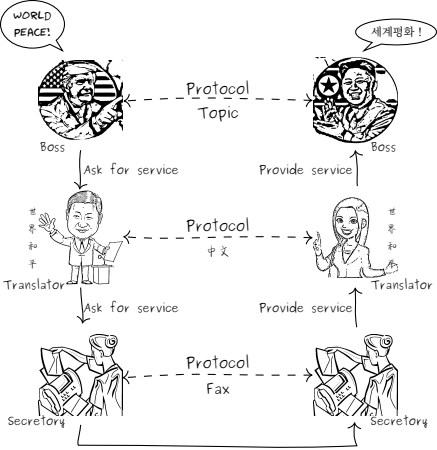 WORLD
PEACE!
세계평화!
Protocol
Topic
Boss
Boss
Ask for service
Provide service
世界和平
Protocol
中文
世界和平
Translator
Translator
Ask for service
Provide service
Protocol
Fax
Secretory
Secretory